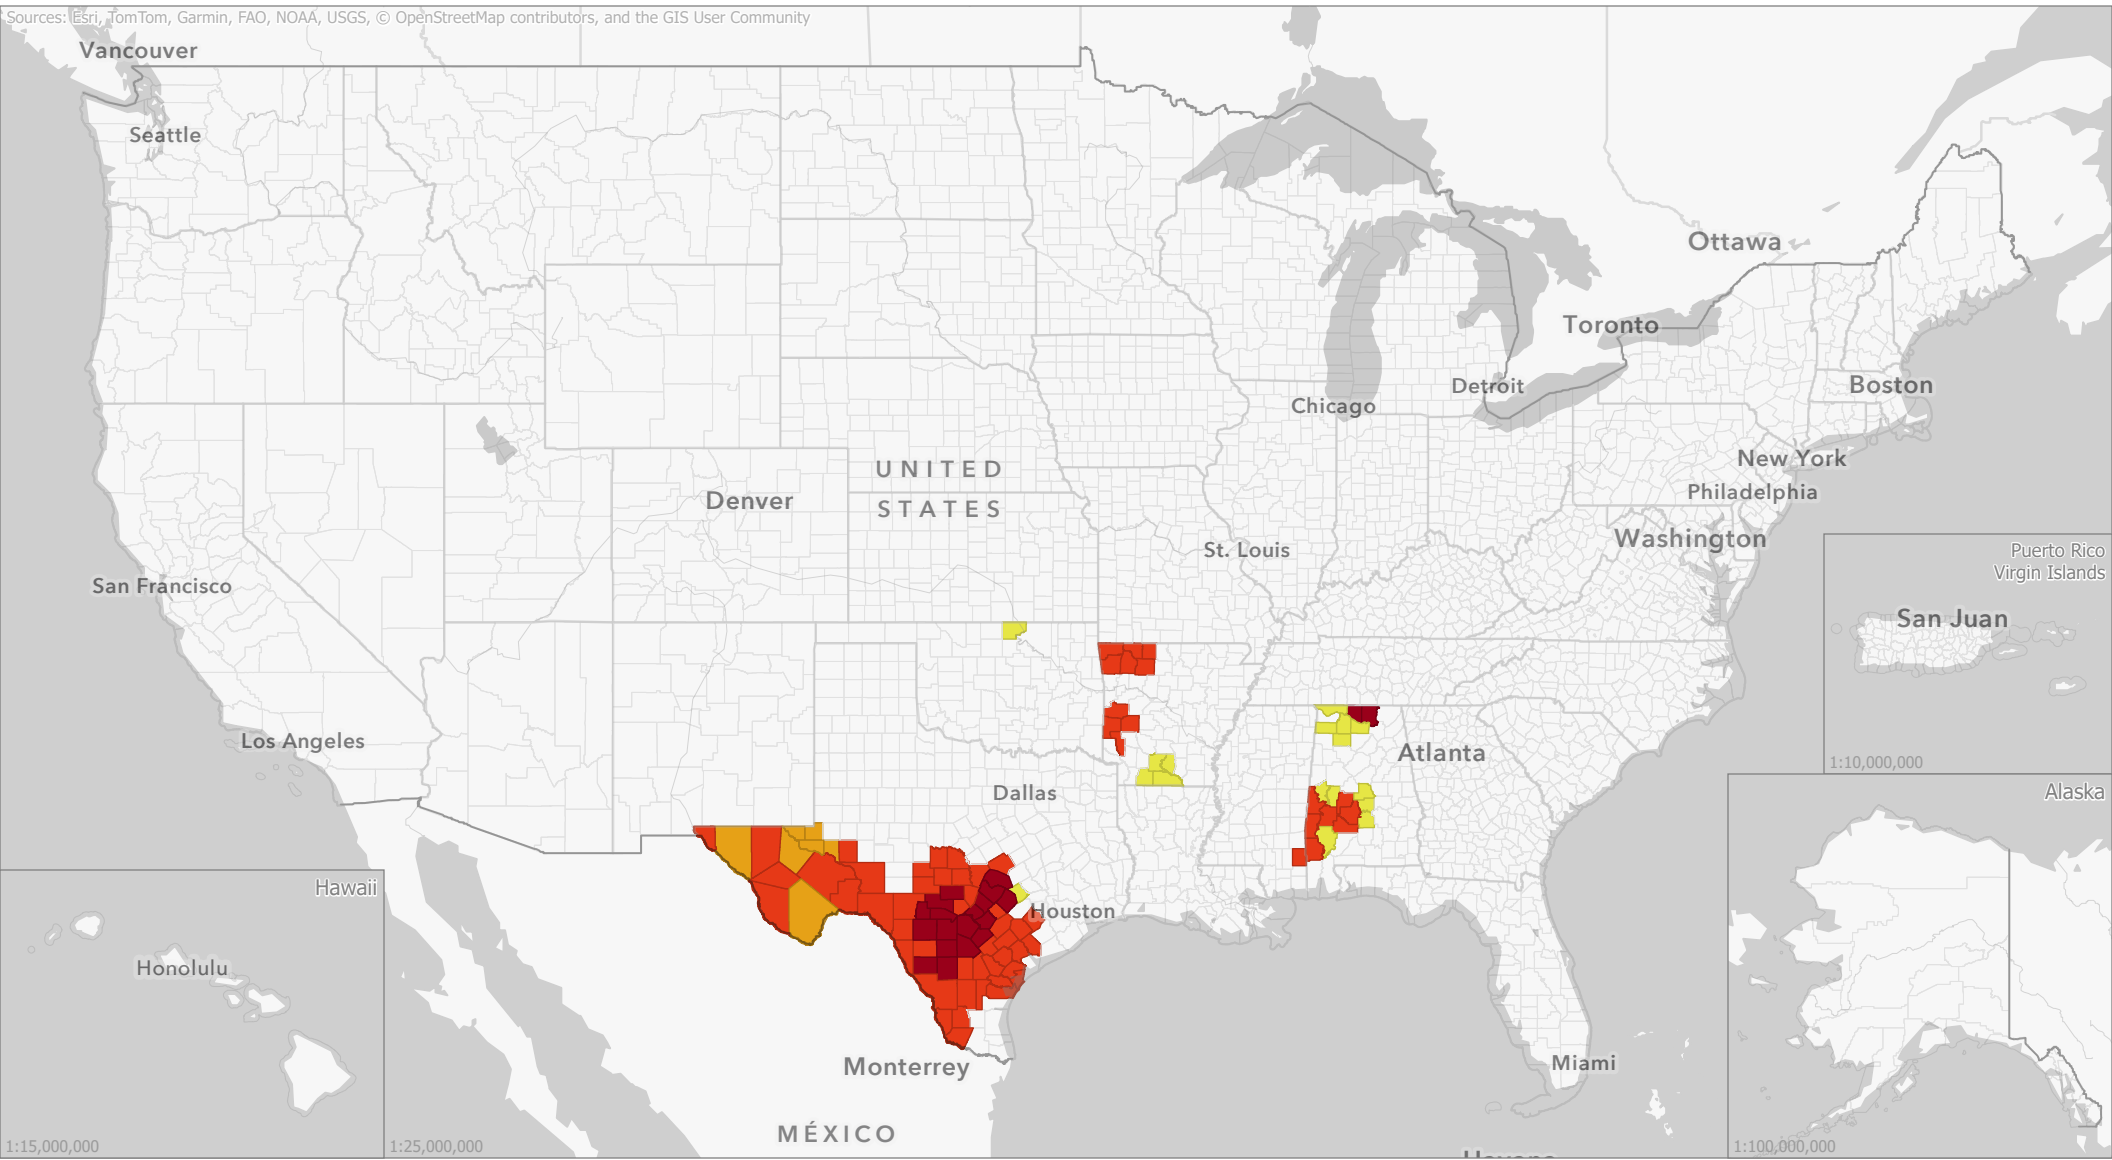 Sources: Esri, TomTom, Garmin, FAO, NOAA, USGS, © OpenStreetMap contributors, and the GIS User Community
Vancouver
Seattle
Ottawa
Toronto
Detroit
Boston
Chicago
New York
UNITED
STATES
Denver
Philadelphia
Washington
St. Louis
Puerto Rico
Virgin Islands
San Francisco
San Juan
Los Angeles
Atlanta
1:10,000,000
Dallas
Alaska
Hawaii
Houston
Honolulu
Monterrey
Miami
MÉXICO
1:15,000,000
1:25,000,000
1:100,000,000